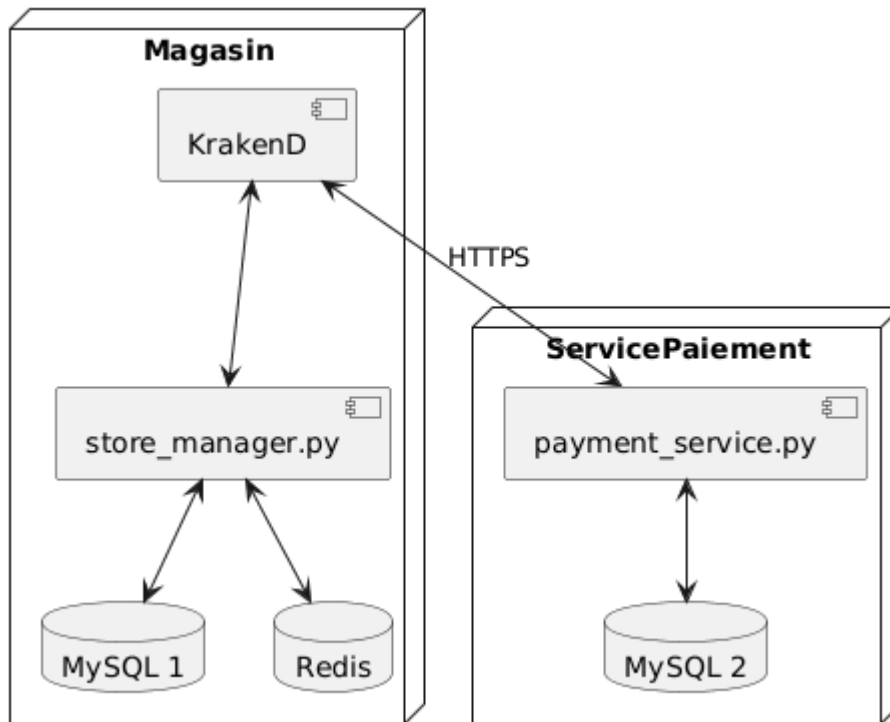 Magasin
KrakenD
HTTPS
ServicePaiement
store_manager.py
payment_service.py
MySQL 1
Redis
MySQL 2